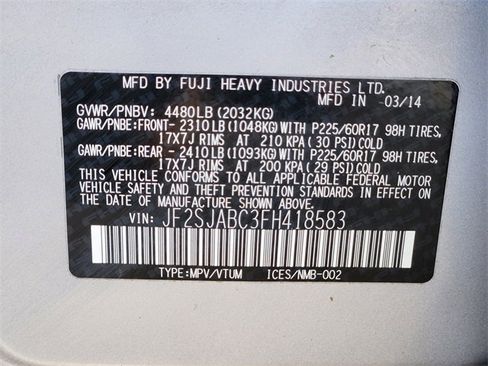 MFD BY FUJI HEAVY INDUSTRIES LTD.
MFD IN -03/14
GVWR/PNBV: 4480LB (2032KG)
GAWR/PNBE:FRONT- 2310LB (1048KG)WITH P225/60R17 98H TIRES,
17X7J RIMS, AT 210 KPA (30 PSI)COLD
GAWR/PNBE:REAR - 2410LB (1093KG)WITH P225/60R17 98H TIRES,
17X7J RIMS, AT 200 KPA (29 PSI)COLD
THIS VEHICLE CONFORMS TO ALL APPLICABLE FEDERAL MOTOR
VEHICLE SAFETY AND THEFT PREVENTION STANDARDS IN EFFECT
ON THE DATE OF MANUFACTURE SHOWN ABOVE.
VIN: JF2SJABC3FH418583
TYPE:MPV/VTUM ICES/NMB-002